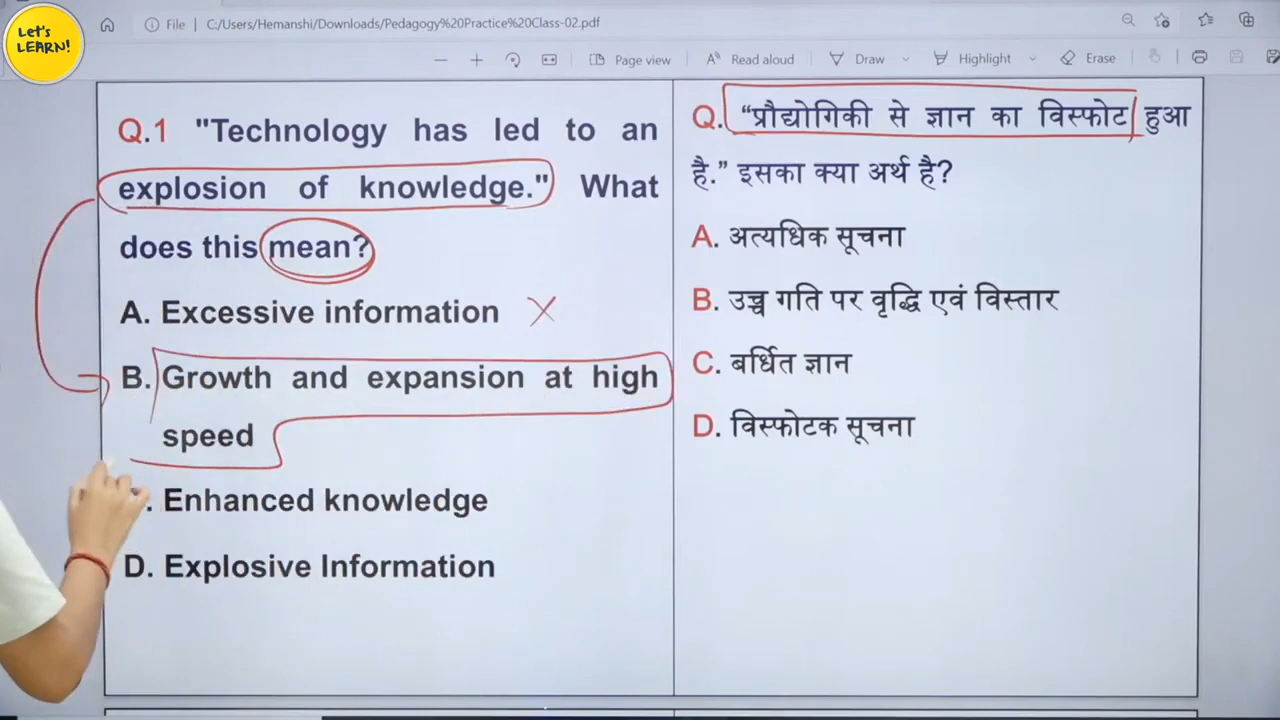 Let's
LEARN!
File | C:/Users/Hemanshi/Downloads/Pedagogy%20Practice%20Class-02.pdf
Page view Read aloud Draw Highlight Erase
Q.1 "Technology has led to an
explosion of knowledge." What
does this mean?
A. Excessive information
B. Growth and expansion at high
speed
. Enhanced knowledge
D. Explosive Information
Q. “प्रौद्योगिकी से ज्ञान का विस्फोट हुआ
है.” इसका क्या अर्थ है?
A. अत्यधिक सूचना
B. उच्च गति पर वृद्धि एवं विस्तार
C. बर्धित ज्ञान
D. विस्फोटक सूचना